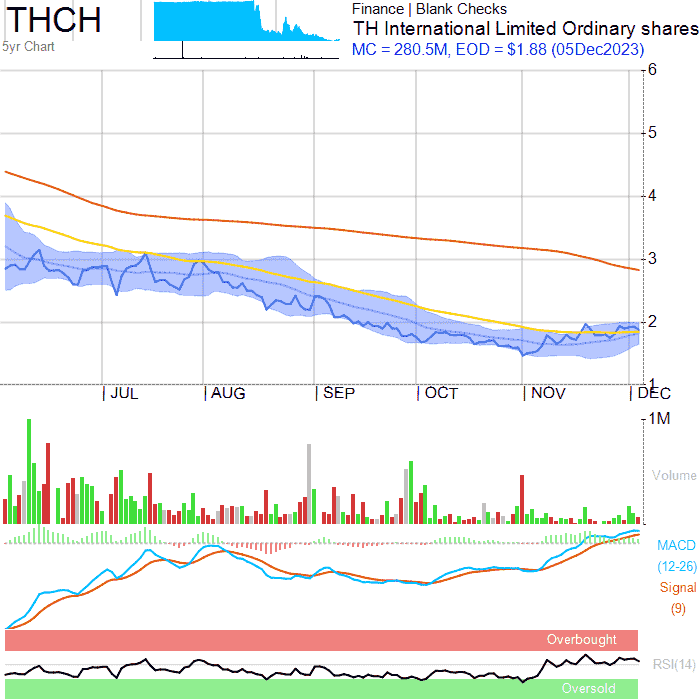 THCH
5yr Chart
Finance | Blank Checks
TH International Limited Ordinary shares
MC = 280.5M, EOD = $1.88 (05Dec2023)
6
5
4
3
2
1
JUL AUG SEP OCT NOV DEC
1M
Volume
MACD
(12-26)
Signal
(9)
Overbought
RSI(14)
Oversold